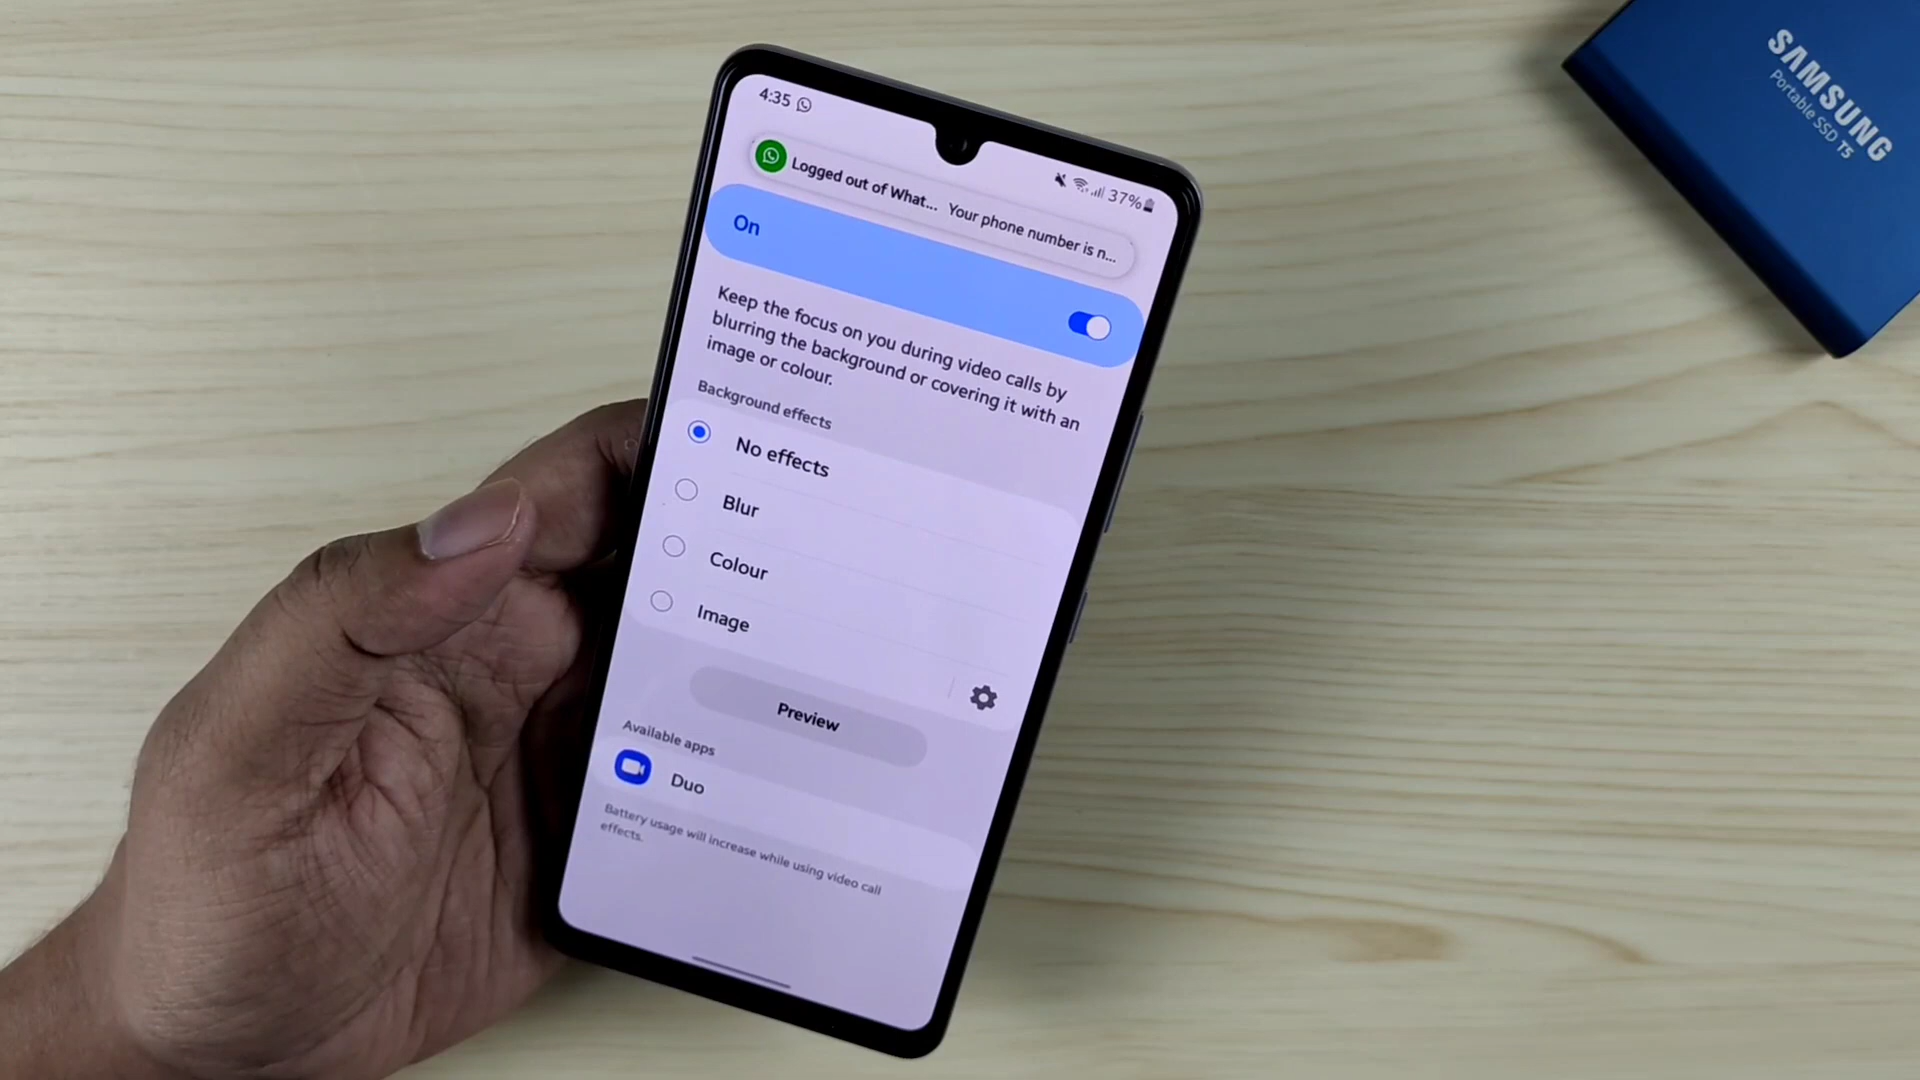 4:35
37%
Logged out of What... Your phone number is n...
On
Keep the focus on you during video calls by
blurring the background or covering it with an
image or colour.
Background effects
No effects
Blur
Colour
Image
Preview
Available apps
Duo
Battery usage will increase while using video call
effects.
SAMSUNG
Portable SSD T5